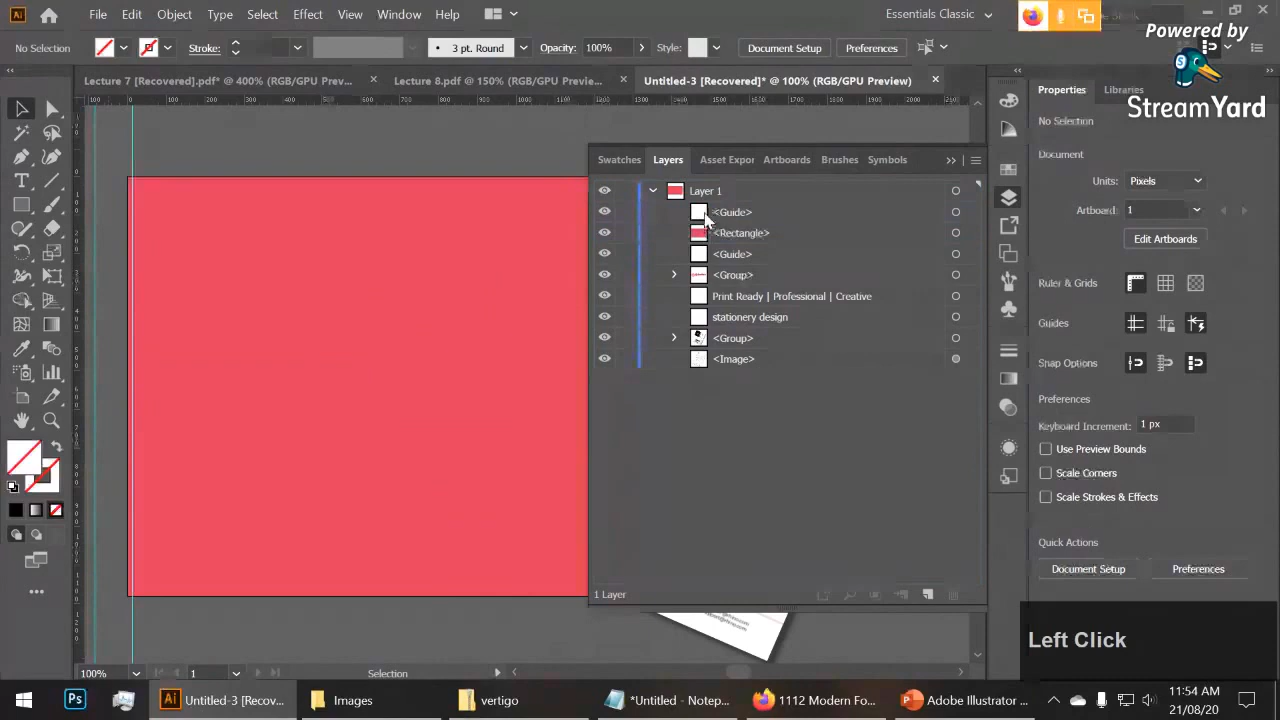 Ai File Edit Object Type Select Effect View Window Help Essentials Classic
Powered by
StreamYard
No Selection Stroke: 3 pt. Round Opacity: 100% Style: Document Setup Preferences
Lecture 7 [Recovered].pdf* @ 400% (RGB/GPU Prev... × Lecture 8.pdf @ 150% (RGB/GPU Previe... × Untitled-3 [Recovered]* @ 100% (RGB/GPU Preview) ×
Properties Libraries
No Selection
Document
Units: Pixels
Artboard: 1
Edit Artboards
Ruler & Grids
Guides
Snap Options
Preferences
Keyboard Increment: 1 px
Use Preview Bounds
Scale Corners
Scale Strokes & Effects
Quick Actions
Document Setup Preferences
Swatches Layers Asset Expor Artboards Brushes Symbols
Layer 1
<Guide>
<Rectangle>
<Guide>
<Group>
Print Ready | Professional | Creative
stationery design
<Group>
<Image>
1 Layer
100% 1 Selection
Left Click
Ps Ai Untitled-3 [Recov... Images vertigo *Untitled - Notep... 1112 Modern Fo... Adobe Illustrator ...
11:54 AM
21/08/20